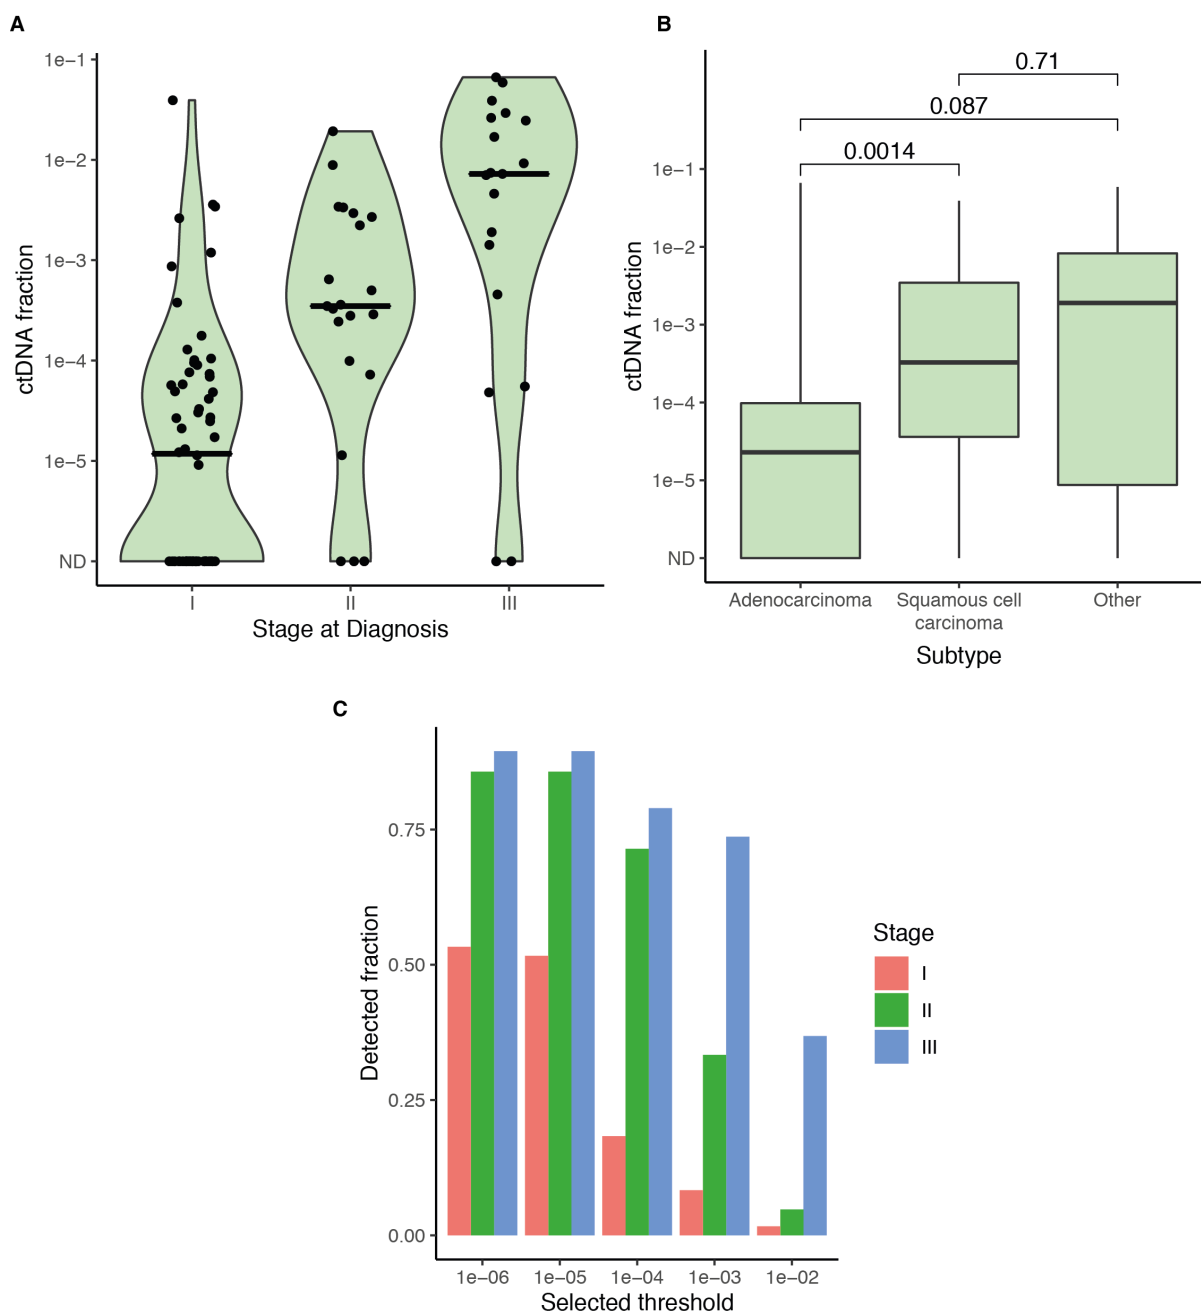 A
1e−1
1e−2
1e−3
1e−4
1e−5
ND
ctDNA fraction
I
II
III
Stage at Diagnosis
B
0.71
0.087
0.0014
1e−1
1e−2
1e−3
1e−4
1e−5
ND
ctDNA fraction
Adenocarcinoma
Squamous cell
carcinoma
Other
Subtype
C
0.75
0.50
0.25
0.00
Detected fraction
1e−06
1e−05
1e−04
1e−03
1e−02
Selected threshold
Stage
I
II
III